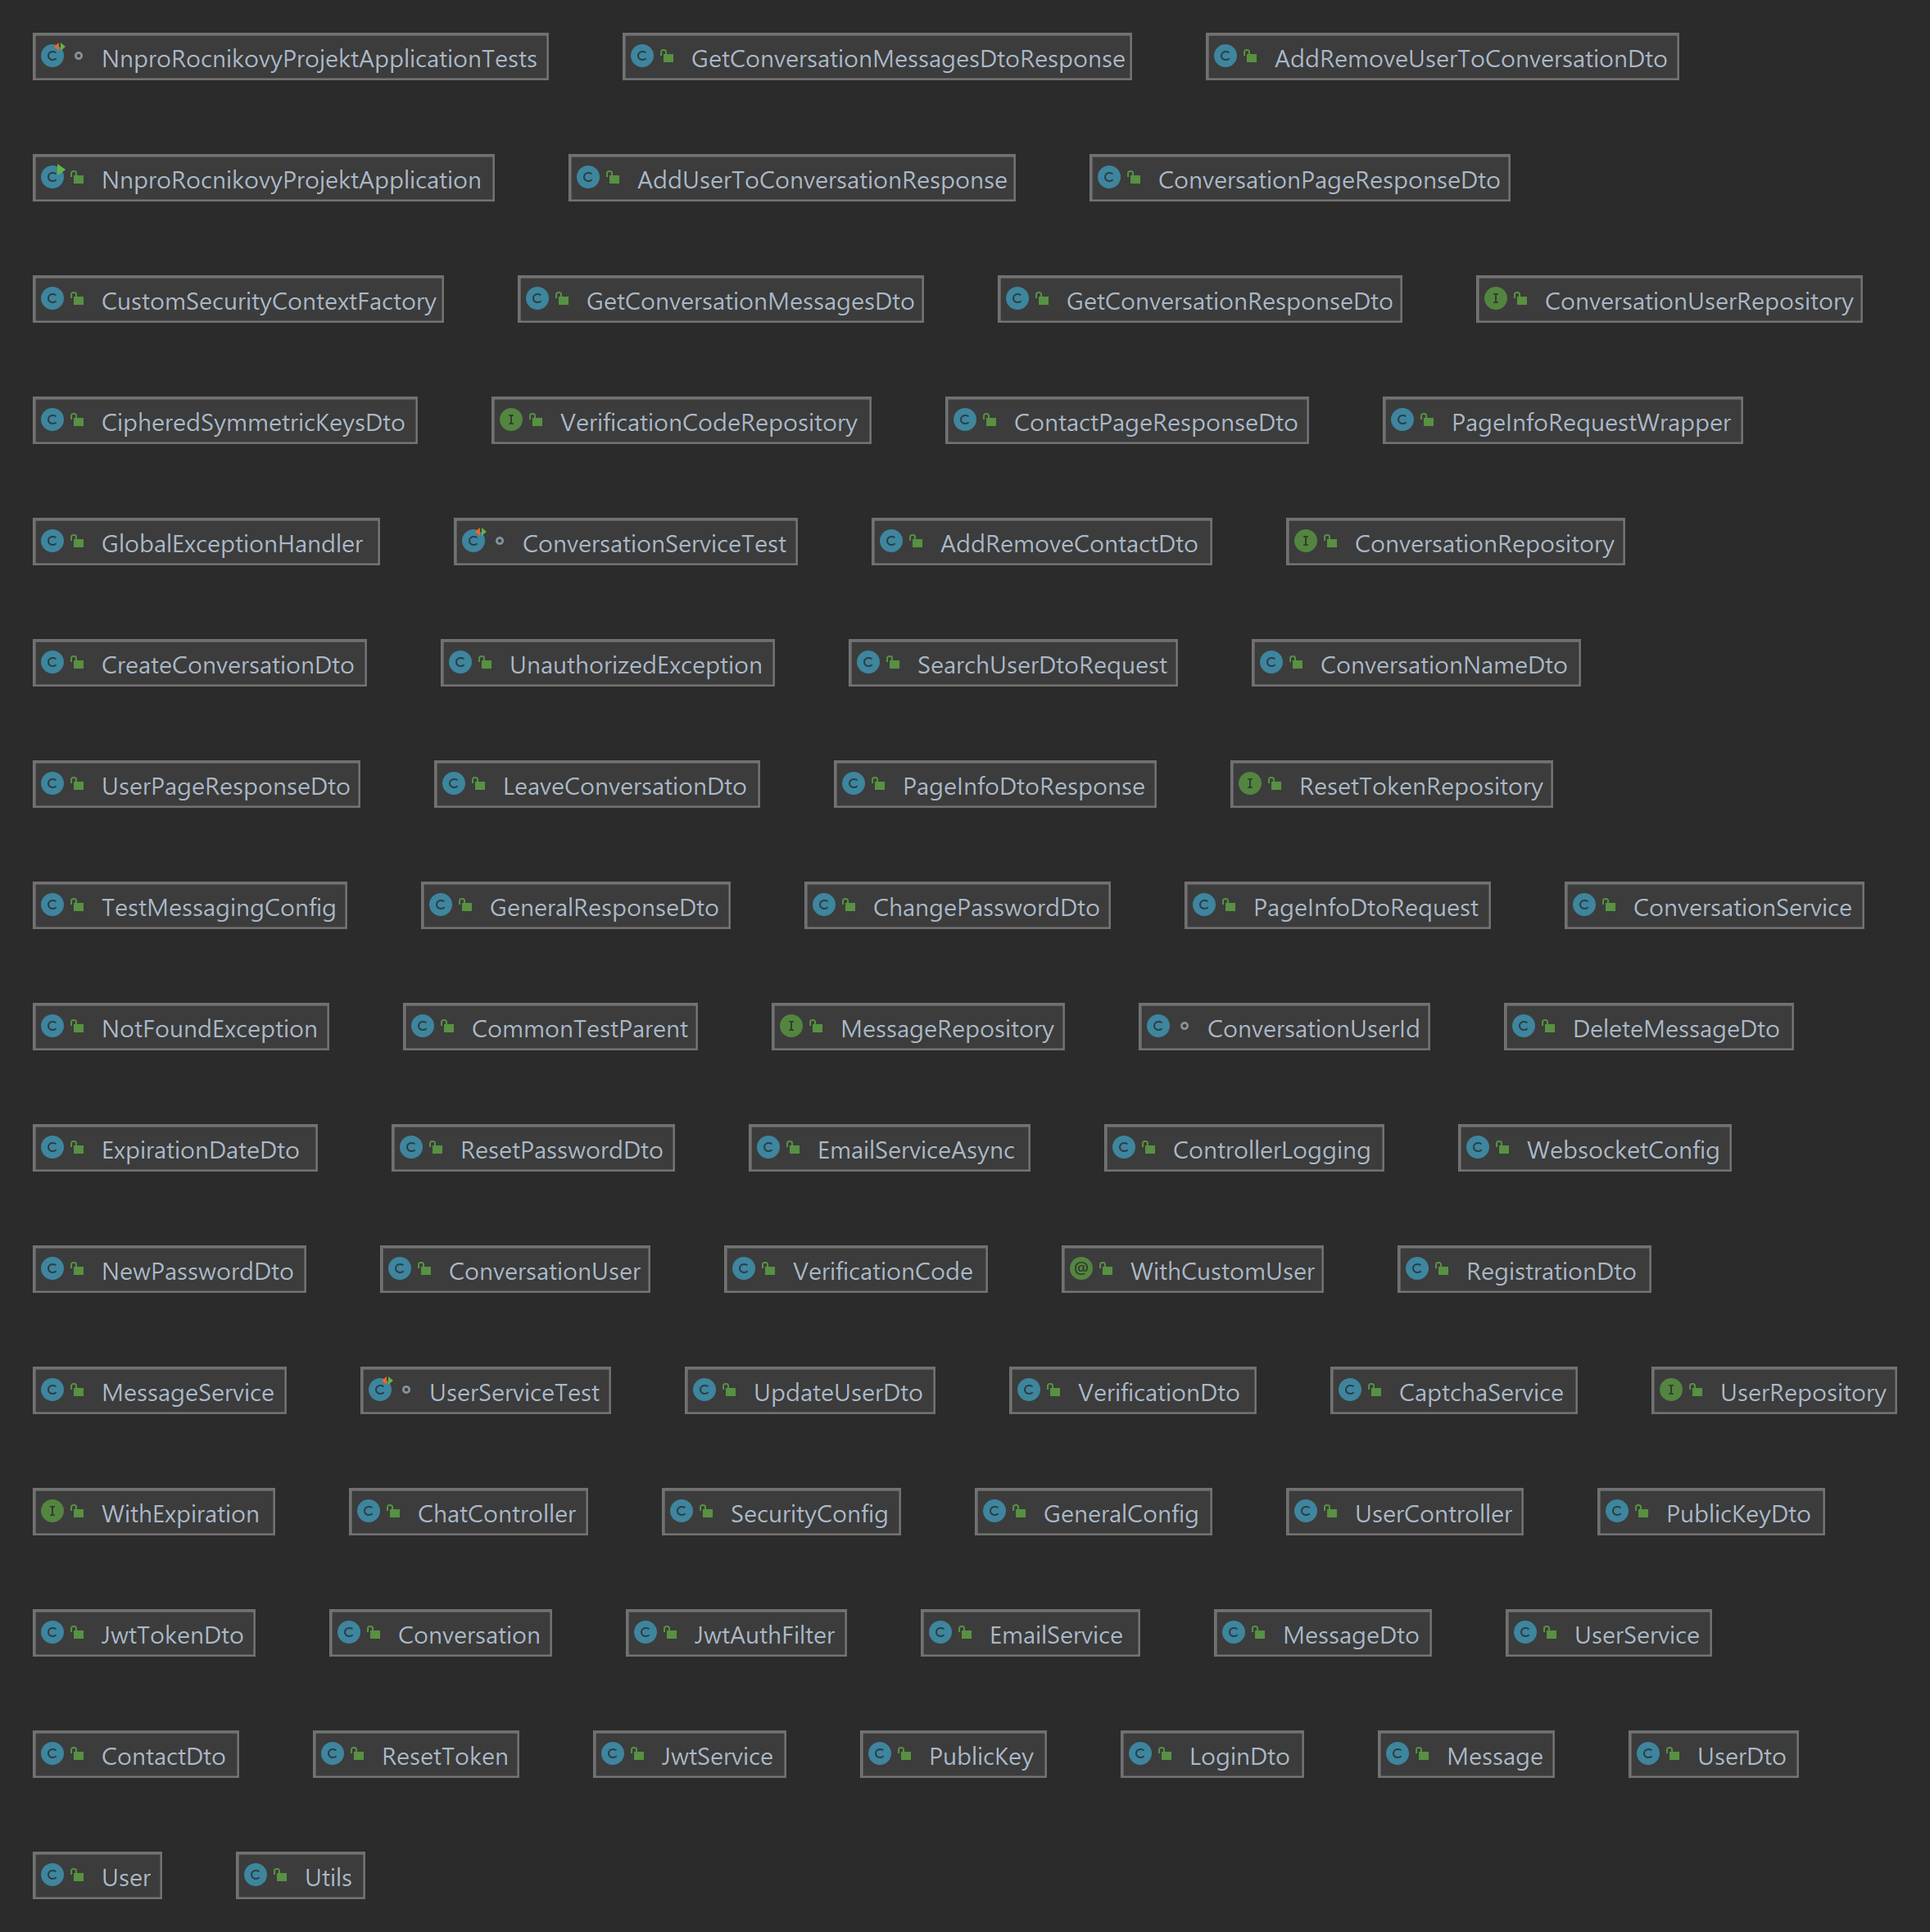 NnproRocnikovyProjektApplicationTests GetConversationMessagesDtoResponse AddRemoveUserToConversationDto
NnproRocnikovyProjektApplication AddUserToConversationResponse ConversationPageResponseDto
CustomSecurityContextFactory GetConversationMessagesDto GetConversationResponseDto ConversationUserRepository
CipheredSymmetricKeysDto VerificationCodeRepository ContactPageResponseDto PageInfoRequestWrapper
GlobalExceptionHandler ConversationServiceTest AddRemoveContactDto ConversationRepository
CreateConversationDto UnauthorizedException SearchUserDtoRequest ConversationNameDto
UserPageResponseDto LeaveConversationDto PageInfoDtoResponse ResetTokenRepository
TestMessagingConfig GeneralResponseDto ChangePasswordDto PageInfoDtoRequest ConversationService
NotFoundException CommonTestParent MessageRepository ConversationUserId DeleteMessageDto
ExpirationDateDto ResetPasswordDto EmailServiceAsync ControllerLogging WebsocketConfig
NewPasswordDto ConversationUser VerificationCode WithCustomUser RegistrationDto
MessageService UserServiceTest UpdateUserDto VerificationDto CaptchaService UserRepository
WithExpiration ChatController SecurityConfig GeneralConfig UserController PublicKeyDto
JwtTokenDto Conversation JwtAuthFilter EmailService MessageDto UserService
ContactDto ResetToken JwtService PublicKey LoginDto Message UserDto
User Utils